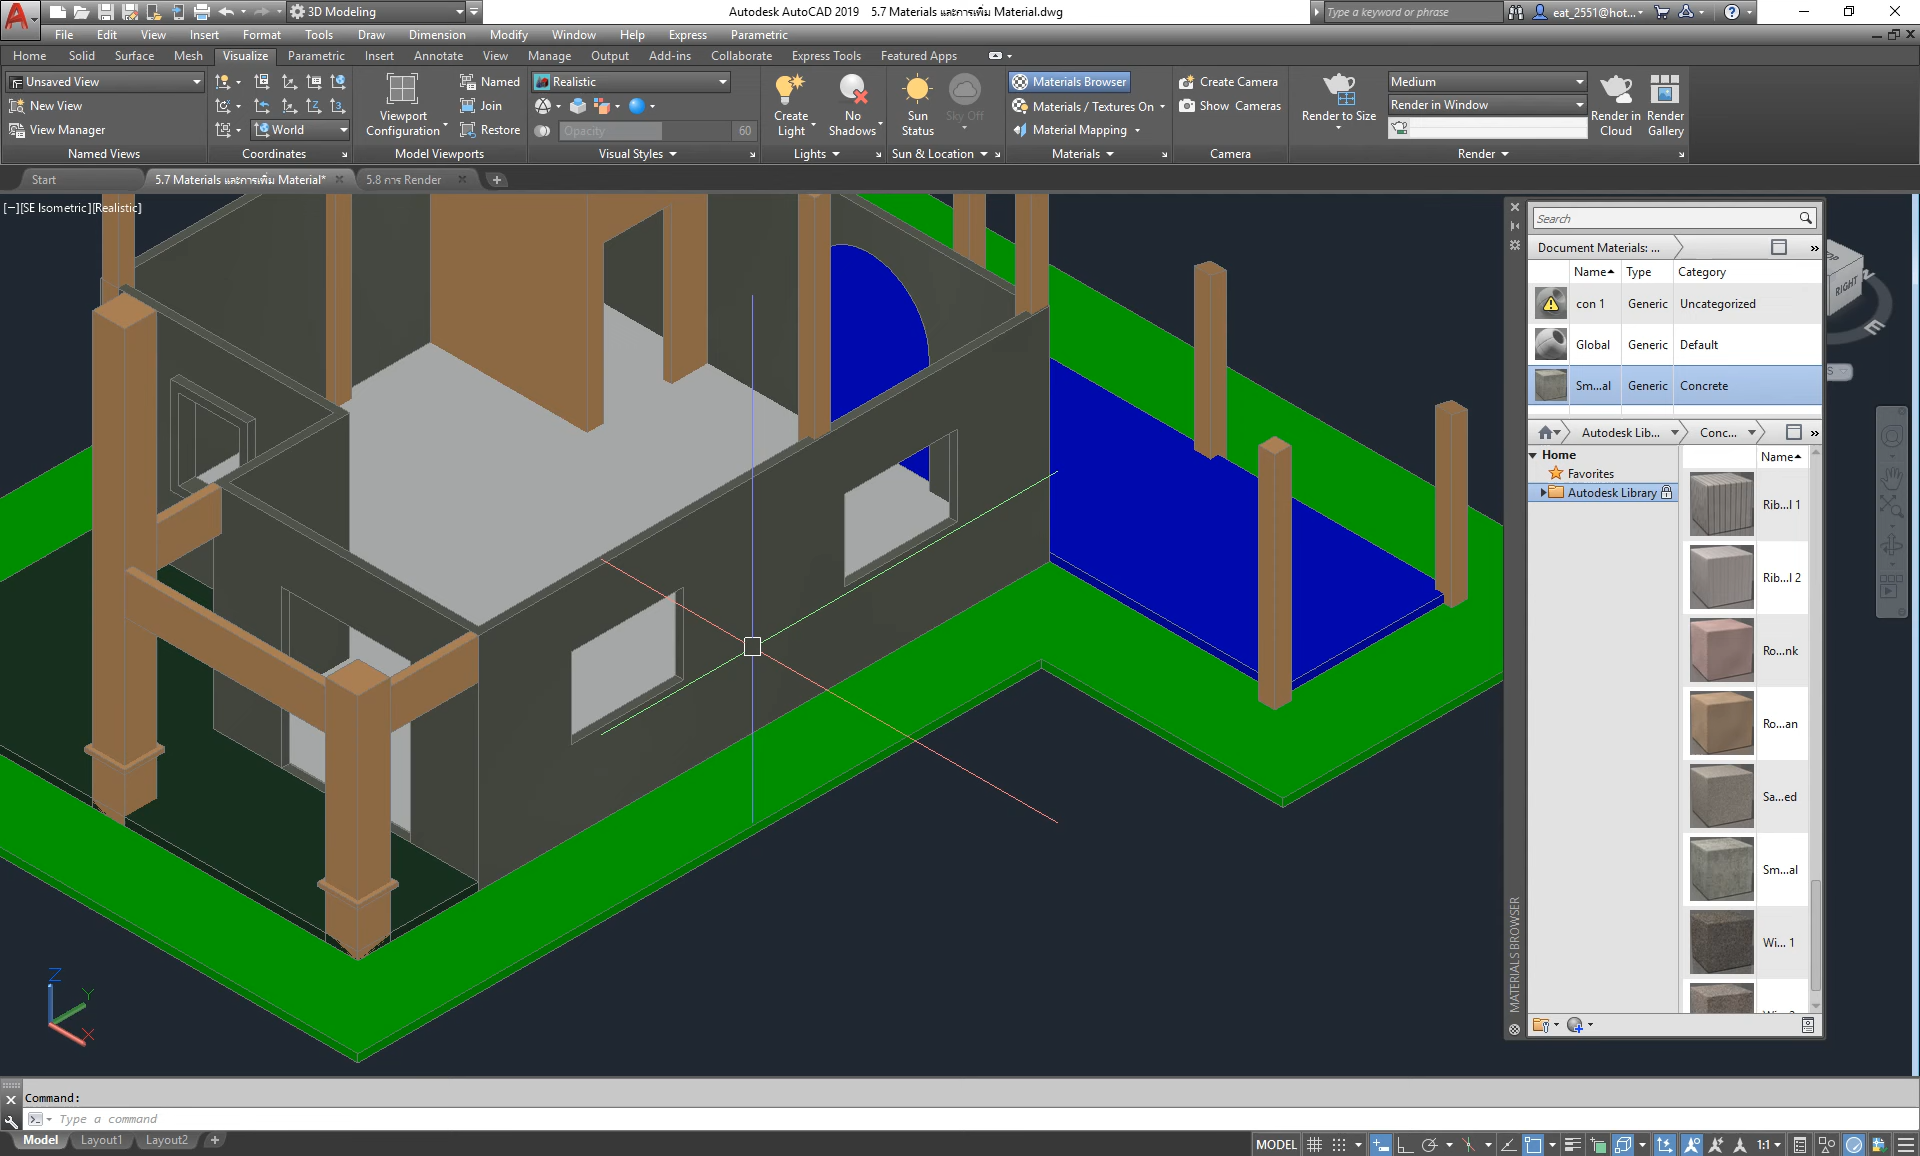 3D Modeling
Autodesk AutoCAD 2019 5.7 Materials และการเพิ่ม Material.dwg
Type a keyword or phrase
eat_2551@hot...
File Edit View Insert Format Tools Draw Dimension Modify Window Help Express Parametric
Home Solid Surface Mesh Visualize Parametric Insert Annotate View Manage Output Add-ins Collaborate Express Tools Featured Apps
Unsaved View
New View
View Manager
Named Views
World
Coordinates
Viewport
Configuration
Named
Join
Restore
Model Viewports
Realistic
Opacity 60
Visual Styles
Create
Light
No
Shadows
Lights
Sun
Status
Sky Off
Sun & Location
Materials Browser
Materials / Textures On
Material Mapping
Materials
Create Camera
Show Cameras
Camera
Render to Size
Medium
Render in Window
Render in
Cloud
Render
Gallery
Render
Start
5.7 Materials และการเพิ่ม Material*
5.8 การ Render
[−][SE Isometric][Realistic]
Search
Document Materials: ...
Name Type Category
con 1 Generic Uncategorized
Global Generic Default
Sm...al Generic Concrete
Autodesk Lib... Conc...
Home
Favorites
Autodesk Library
Name
Rib...l 1
Rib...l 2
Ro...nk
Ro...an
Sa...ed
Sm...al
Wi... 1
MATERIALS BROWSER
RIGHT
E
Z
Y
X
Command:
Type a command
Model Layout1 Layout2
MODEL
1:1